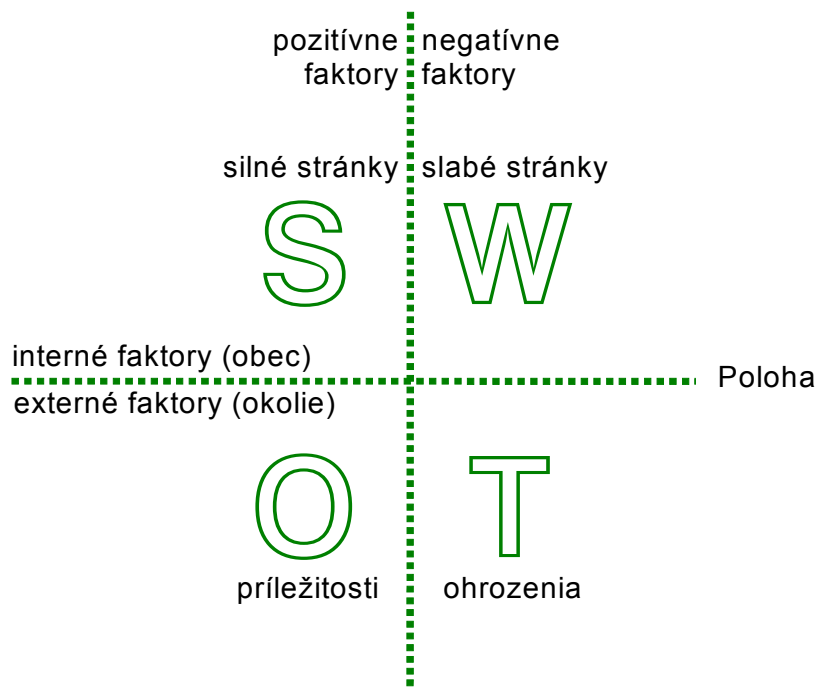 pozitívne negatívne
faktory faktory
silné stránky slabé stránky
S W
interné faktory (obec)
Poloha
externé faktory (okolie)
O T
príležitosti ohrozenia